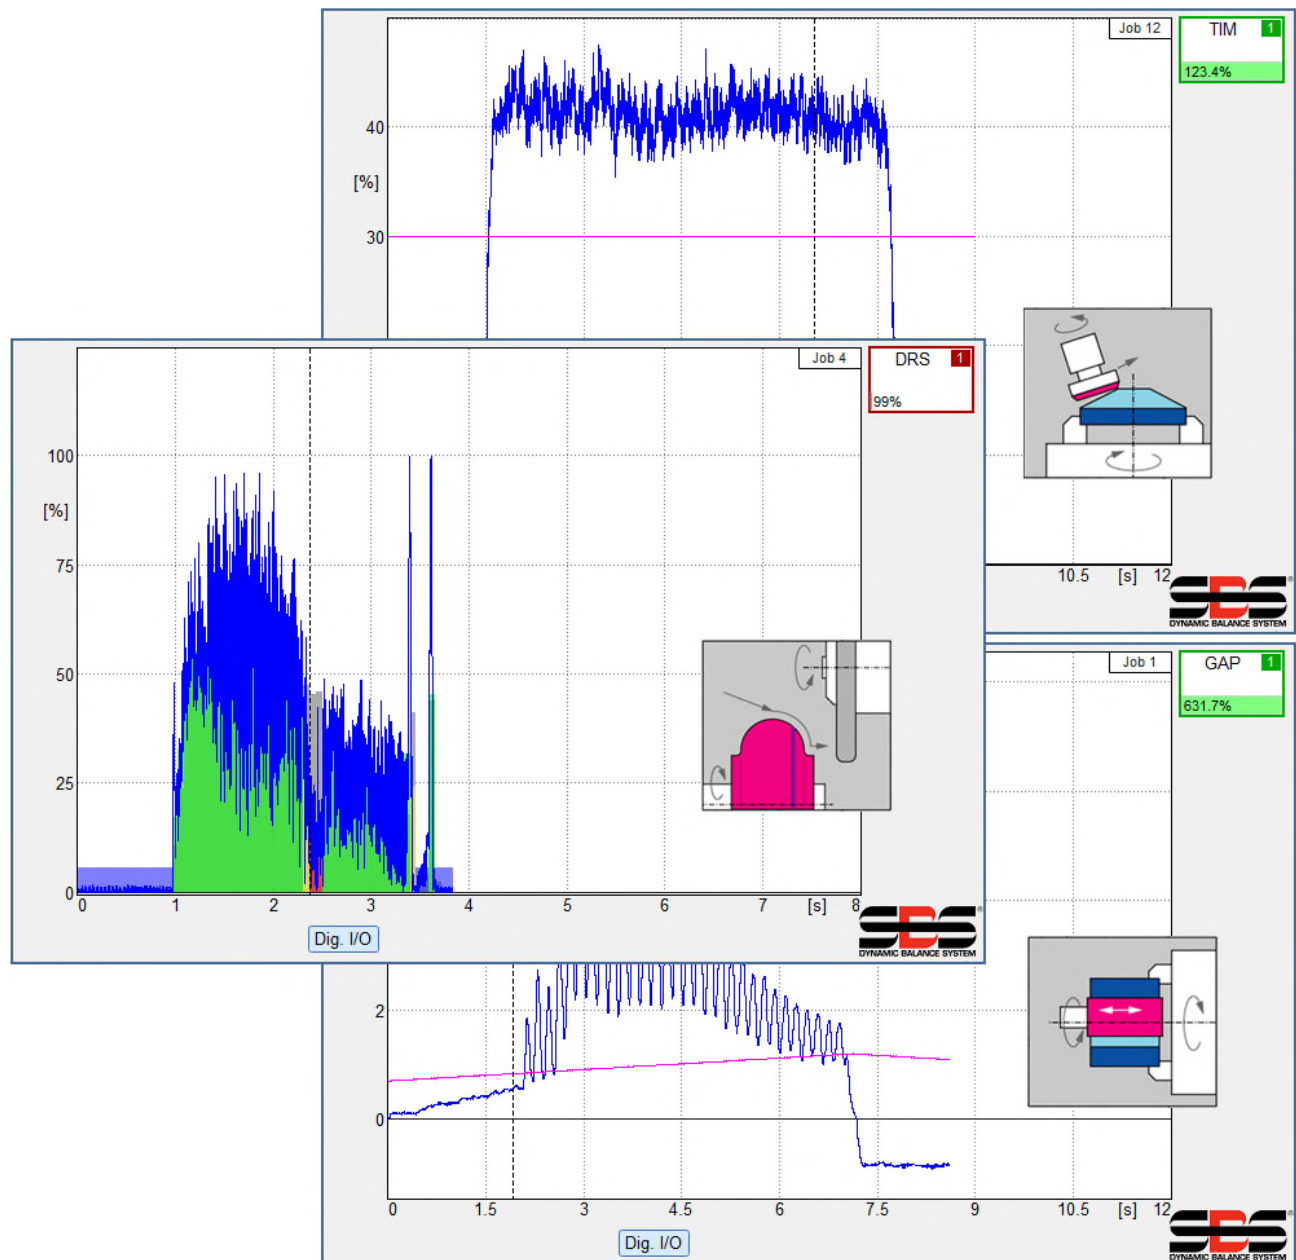 Job 12
TIM 1
123.4%
40
[%]
30
10.5 [s] 12
SBS®
DYNAMIC BALANCE SYSTEM
Job 4
DRS 1
99%
100
[%]
75
50
25
0
0 1 2 3 4 5 6 7 [s] 8
Dig. I/O
SBS®
DYNAMIC BALANCE SYSTEM
Job 1
GAP 1
631.7%
2
0
0 1.5 3 4.5 6 7.5 9 10.5 [s] 12
Dig. I/O
SBS®
DYNAMIC BALANCE SYSTEM